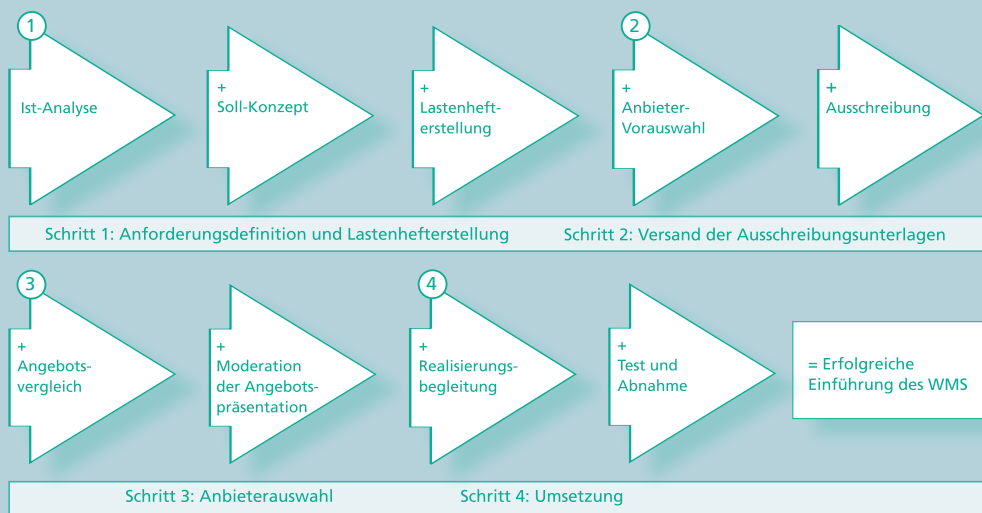 1
Ist-Analyse
+
Soll-Konzept
+
Lastenheft-
erstellung
2
+
Anbieter-
Vorauswahl
+
Ausschreibung
Schritt 1: Anforderungsdefinition und Lastenhefterstellung
Schritt 2: Versand der Ausschreibungsunterlagen
3
+
Angebots-
vergleich
+
Moderation
der Angebots-
präsentation
4
+
Realisierungs-
begleitung
+
Test und
Abnahme
= Erfolgreiche
Einführung des WMS
Schritt 3: Anbieterauswahl
Schritt 4: Umsetzung